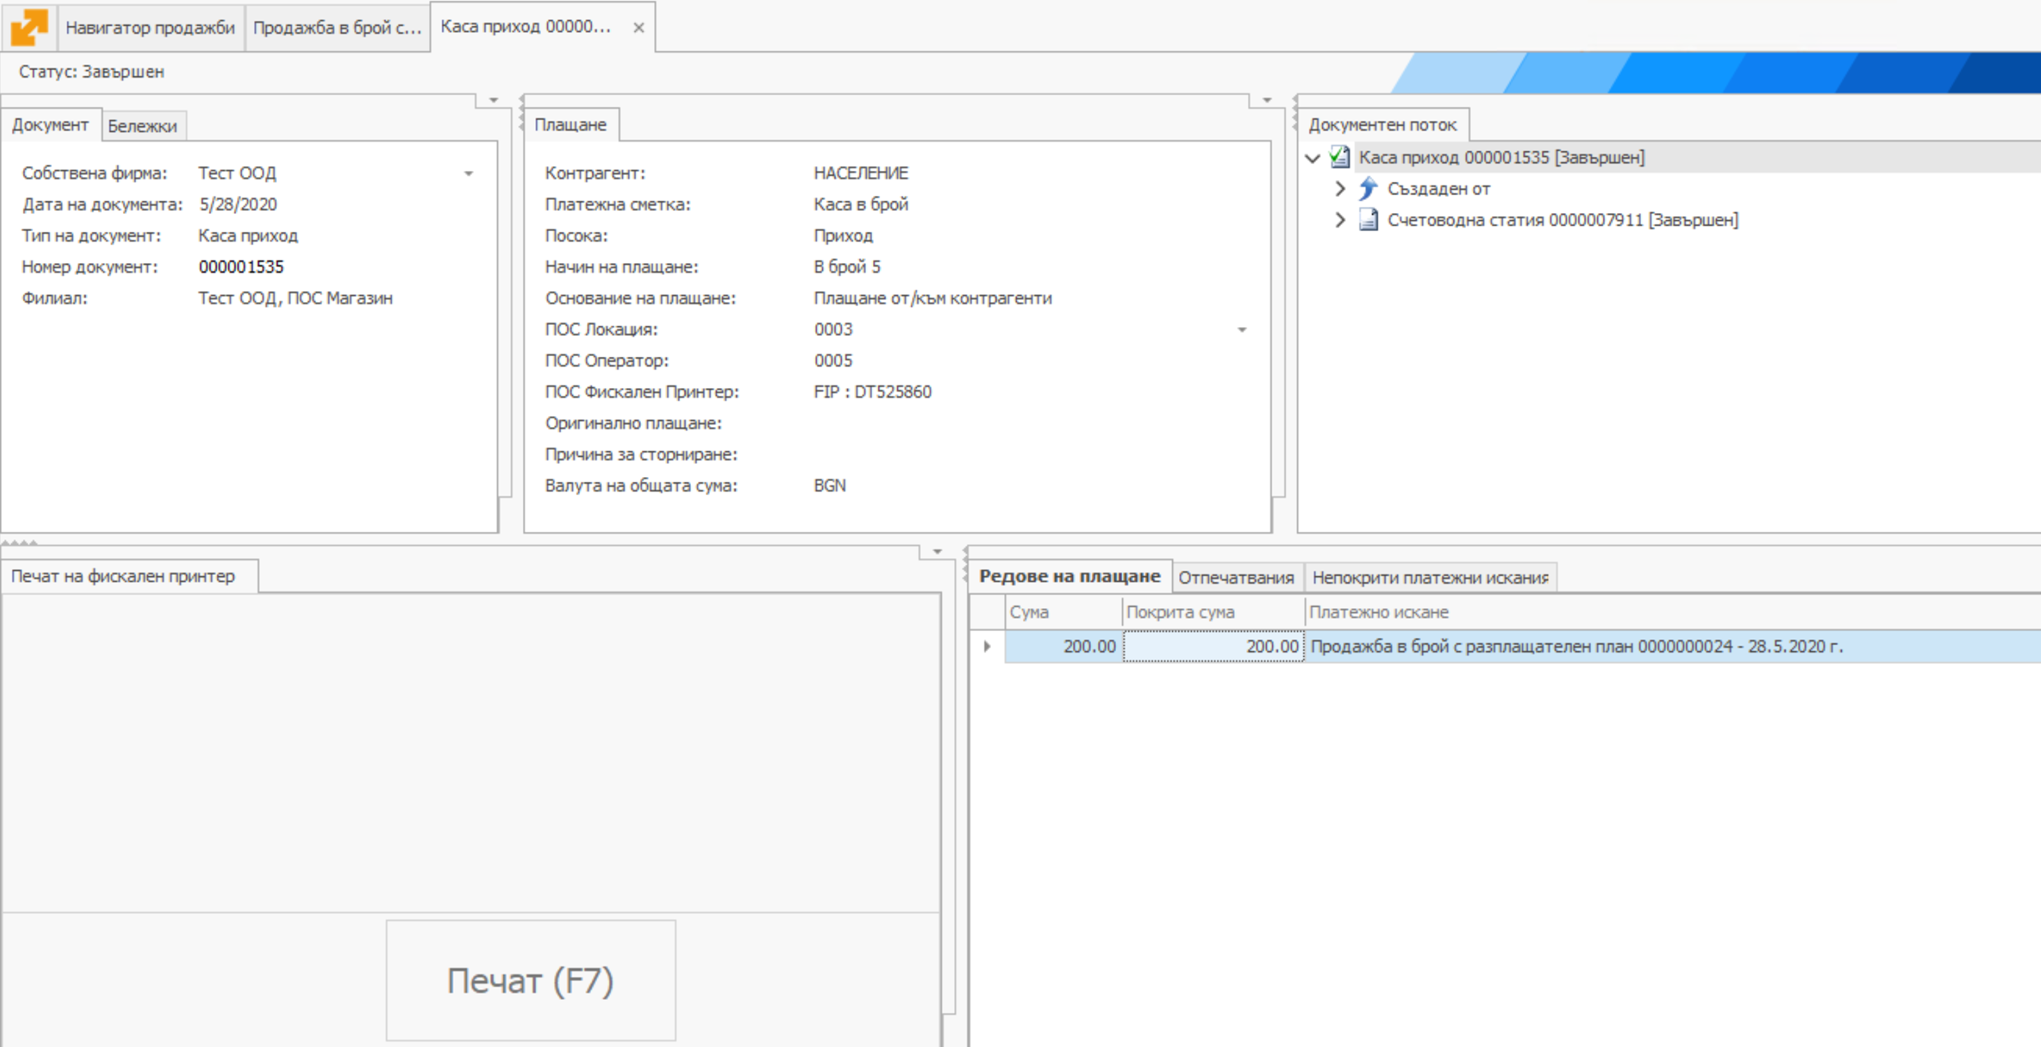 Навигатор продажби
Продажба в брой с...
Каса приход 00000...
Статус: Завършен
Документ
Бележки
Собствена фирма: Тест ООД
Дата на документа: 5/28/2020
Тип на документ: Каса приход
Номер документ: 000001535
Филиал: Тест ООД, ПОС Магазин
Плащане
Контрагент: НАСЕЛЕНИЕ
Платежна сметка: Каса в брой
Посока: Приход
Начин на плащане: В брой 5
Основание на плащане: Плащане от/към контрагенти
ПОС Локация: 0003
ПОС Оператор: 0005
ПОС Фискален Принтер: FIP : DT525860
Оригинално плащане:
Причина за сторниране:
Валута на общата сума: BGN
Документен поток
Каса приход 000001535 [Завършен]
Създаден от
Счетоводна статия 0000007911 [Завършен]
Печат на фискален принтер
Печат (F7)
Редове на плащане
Отпечатвания
Непокрити платежни искания
Сума Покрита сума Платежно искане
200.00 200.00 Продажба в брой с разплащателен план 0000000024 - 28.5.2020 г.